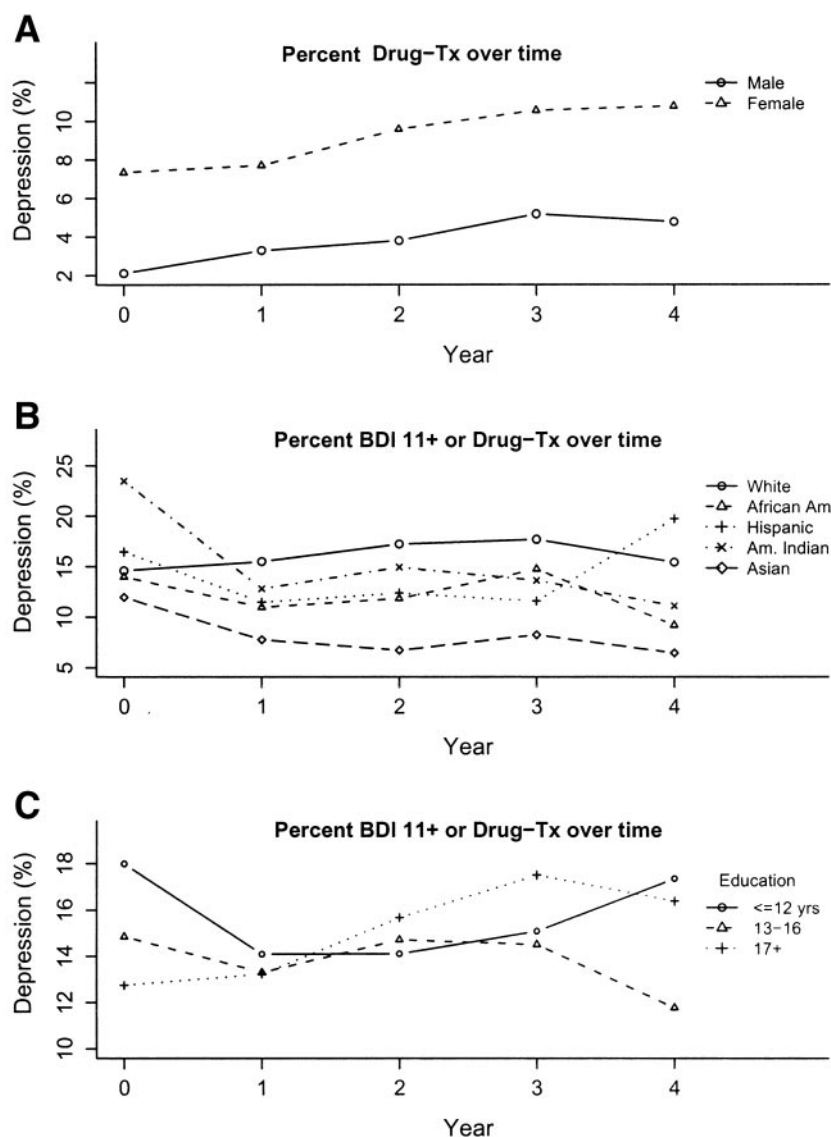 A
Percent Drug-Tx over time
Male
Female
Depression (%)
2
4
6
8
10
0 1 2 3 4
Year
B
Percent BDI 11+ or Drug-Tx over time
White
African Am
Hispanic
Am. Indian
Asian
Depression (%)
5
10
15
20
25
0 1 2 3 4
Year
C
Percent BDI 11+ or Drug-Tx over time
Education
<=12 yrs
13-16
17+
Depression (%)
10
12
14
16
18
0 1 2 3 4
Year